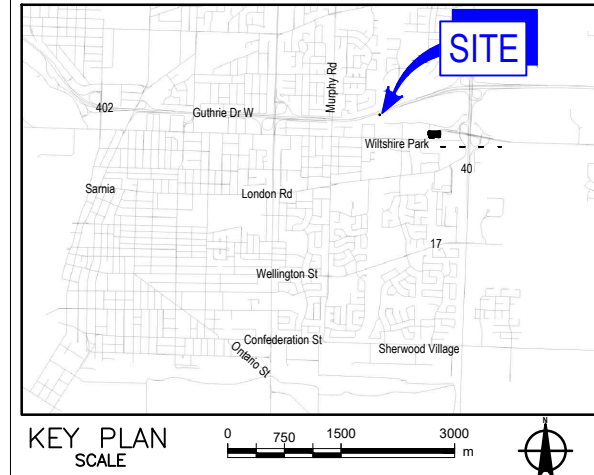 SITE
Murphy Rd
402
Guthrie Dr W
Wiltshire Park
40
Sarnia
London Rd
17
Wellington St
Confederation St
Sherwood Village
Ontario St
KEY PLAN
SCALE
0 750 1500 3000 m
N